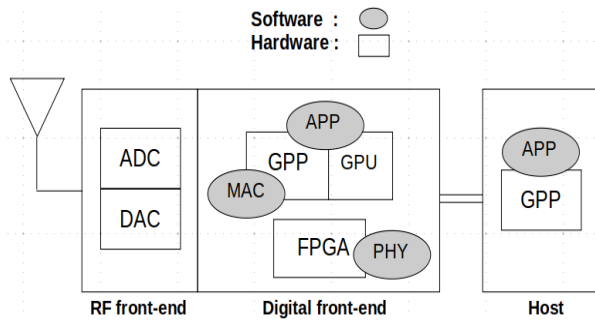 Software :
Hardware :
ADC
DAC
APP
GPP
GPU
MAC
FPGA
PHY
APP
GPP
RF front-end
Digital front-end
Host